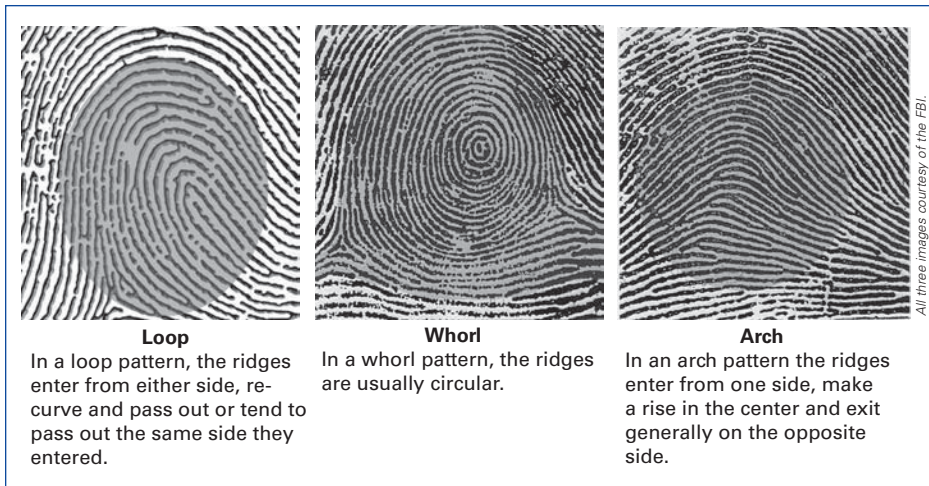 Loop
In a loop pattern, the ridges
enter from either side, re-
curve and pass out or tend to
pass out the same side they
entered.
Whorl
In a whorl pattern, the ridges
are usually circular.
Arch
In an arch pattern the ridges
enter from one side, make
a rise in the center and exit
generally on the opposite
side.
All three images courtesy of the FBI.